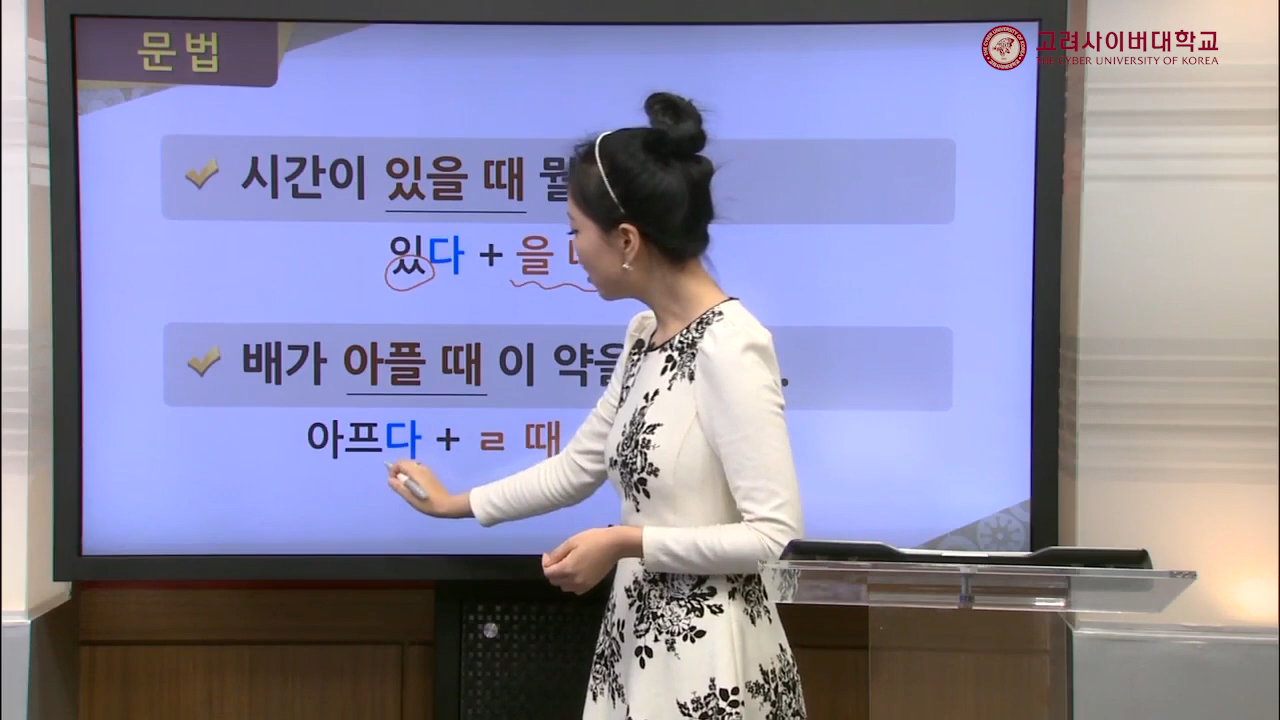 문법
고려사이버대학교
THE CYBER UNIVERSITY OF KOREA
시간이 있을 때 뭘
있다 + 을
배가 아플 때 이 약을
아프다 + ㄹ 때